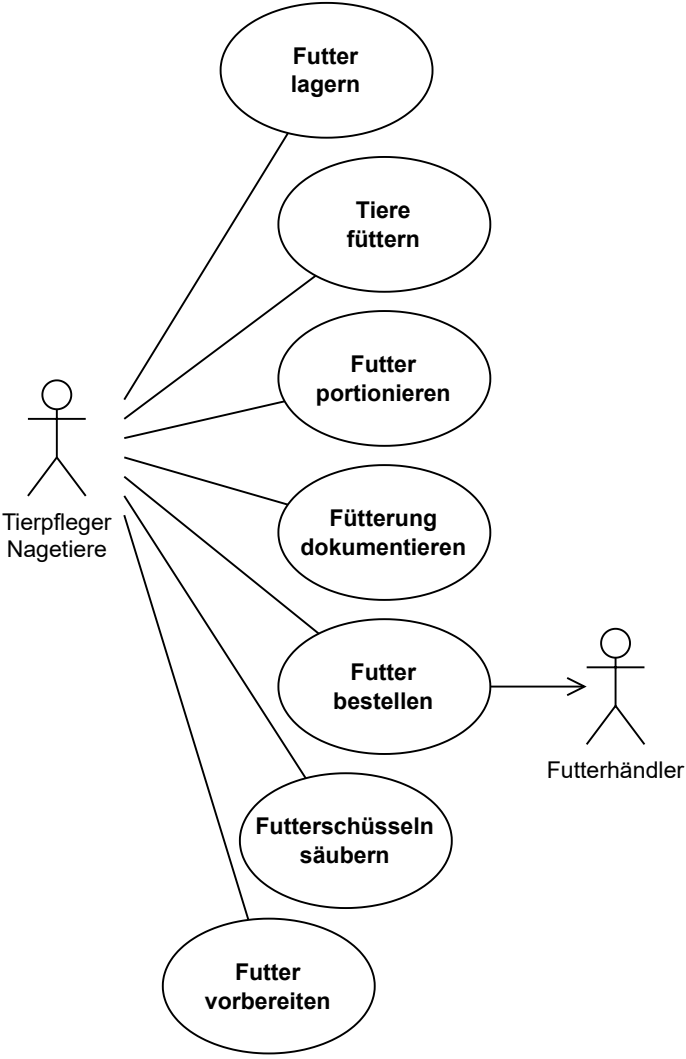 Futter
lagern
Tiere
füttern
Futter
portionieren
Tierpfleger
Nagetiere
Fütterung
dokumentieren
Futter
bestellen
Futterhändler
Futterschüsseln
säubern
Futter
vorbereiten